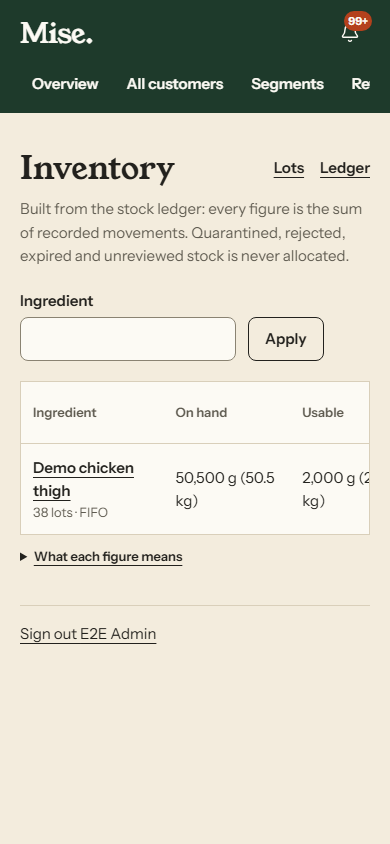 Mise.
99+
Overview All customers Segments
Inventory
Lots Ledger
Built from the stock ledger: every figure is the sum
of recorded movements. Quarantined, rejected,
expired and unreviewed stock is never allocated.
Ingredient
Apply
Ingredient On hand Usable
Demo chicken
thigh
38 lots · FIFO
50,500 g (50.5
kg)
2,000 g (2
kg)
What each figure means
Sign out E2E Admin